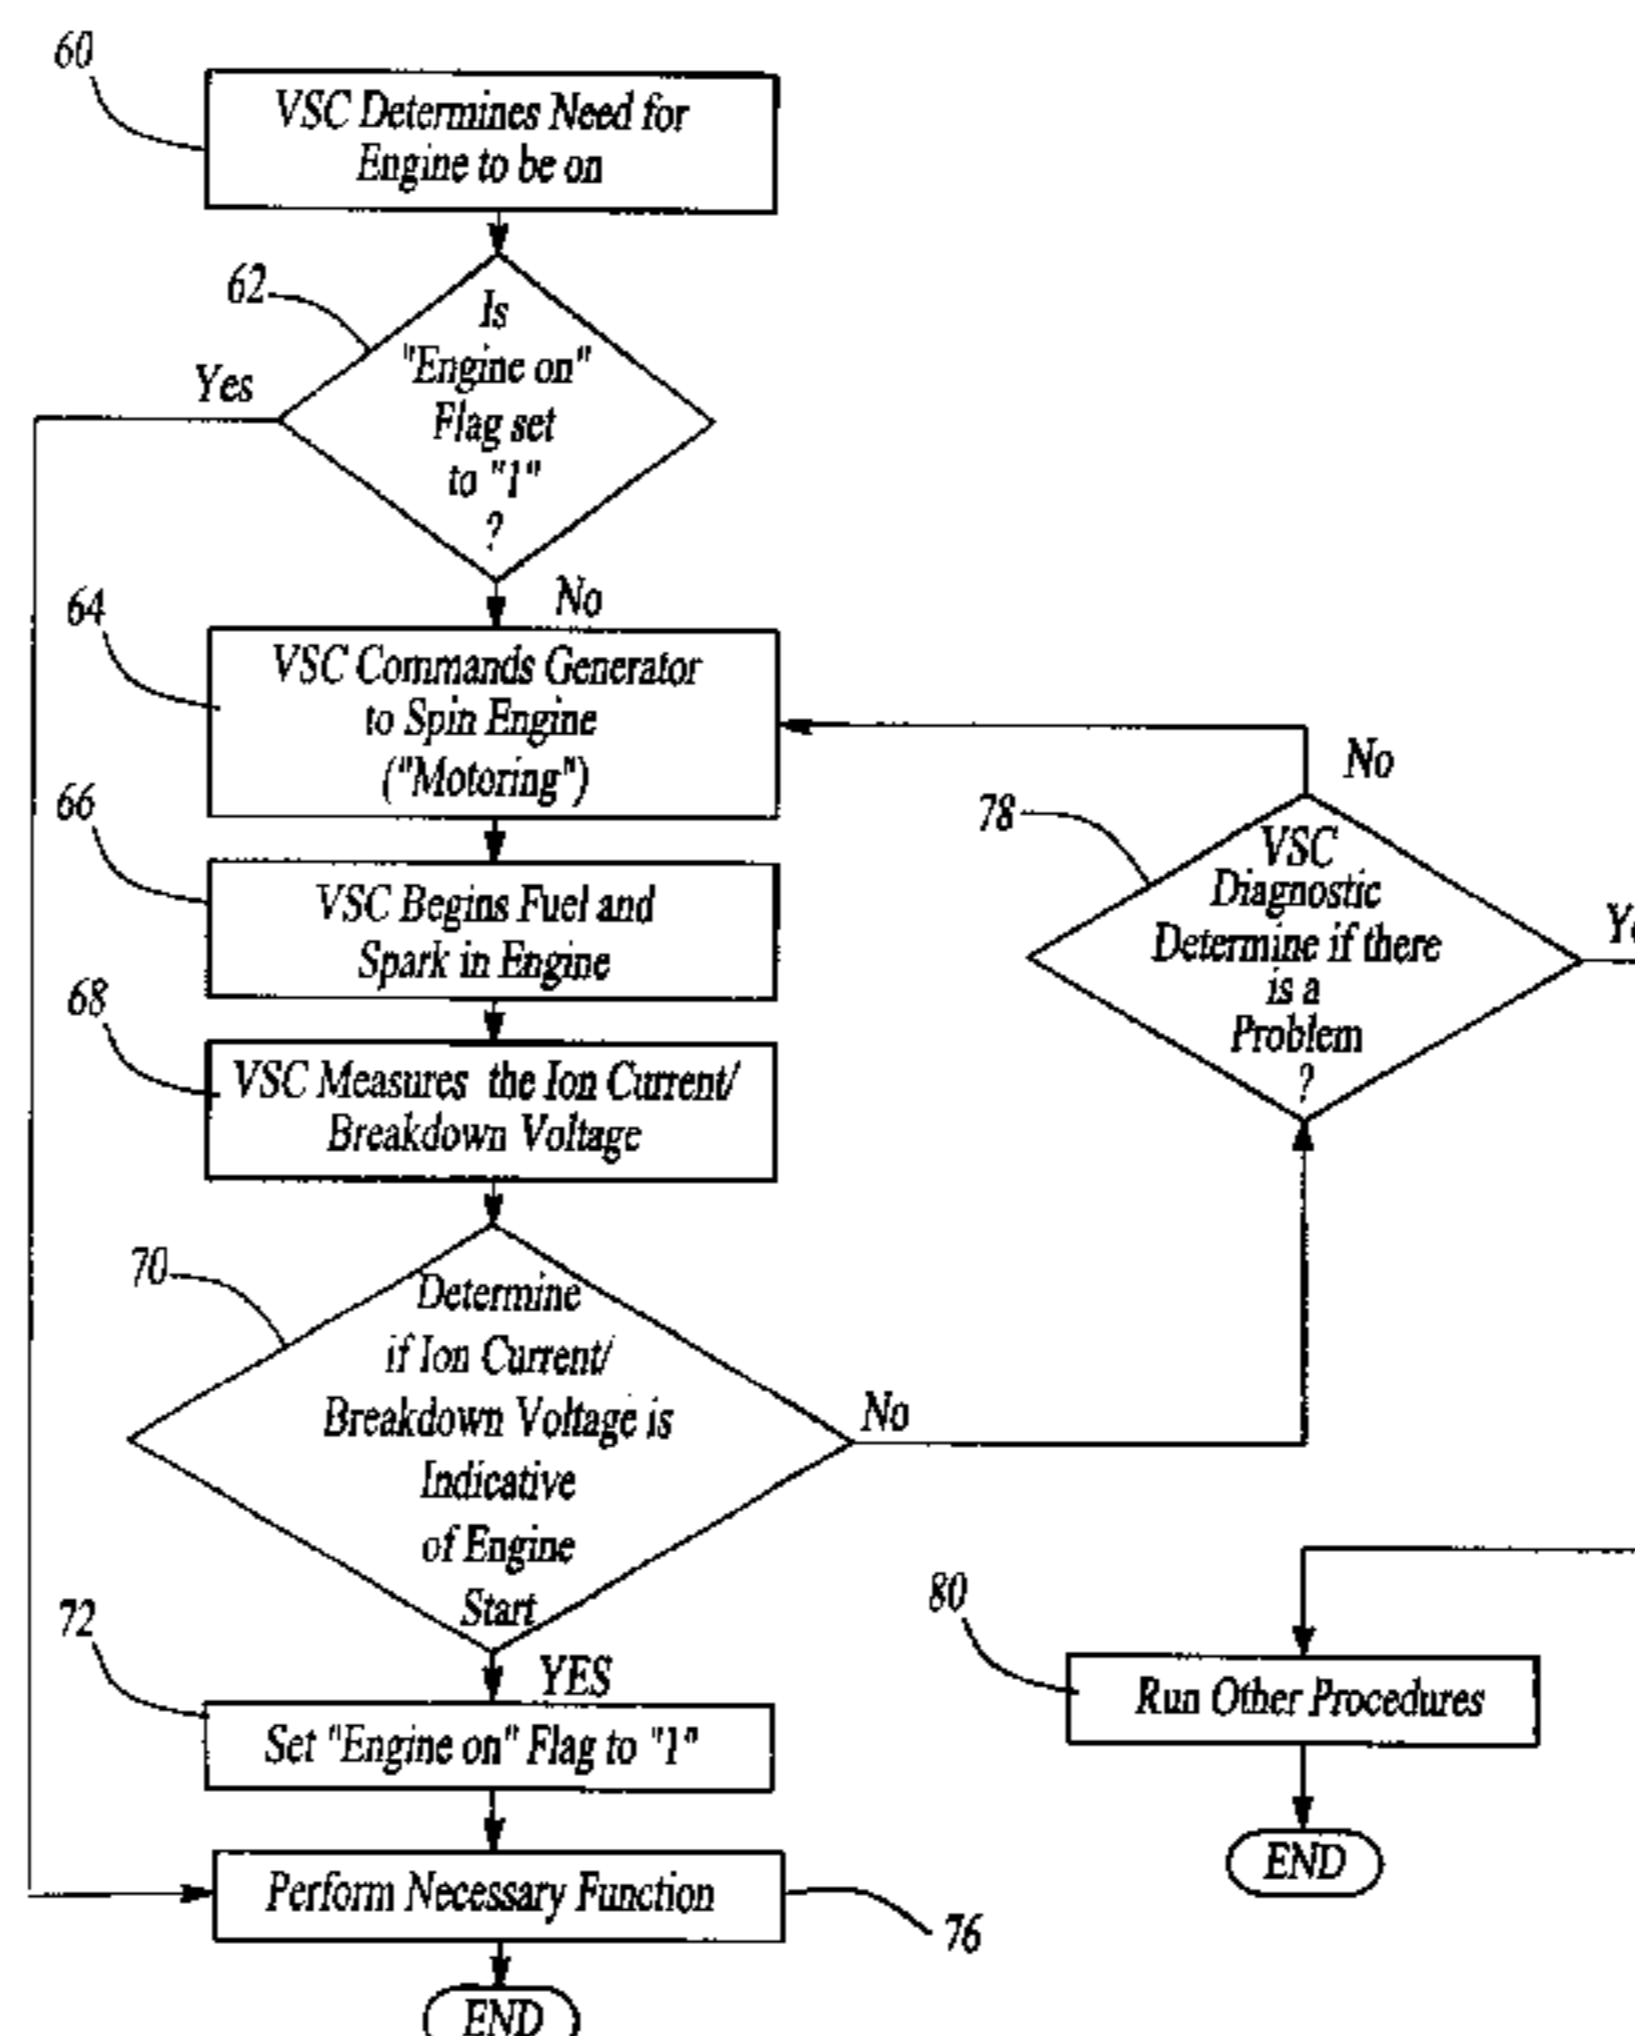 60
VSC Determines Need for
Engine to be on
62
Is
"Engine on"
Flag set
to "1"
?
Yes
No
64
VSC Commands Generator
to Spin Engine
("Motoring")
66
VSC Begins Fuel and
Spark in Engine
68
VSC Measures the Ion Current/
Breakdown Voltage
70
Determine
if Ion Current/
Breakdown Voltage is
Indicative
of Engine
Start
No
YES
72
Set "Engine on" Flag to "1"
Perform Necessary Function
76
END
No
78
VSC
Diagnostic
Determine if there
is a
Problem
?
80
Run Other Procedures
END